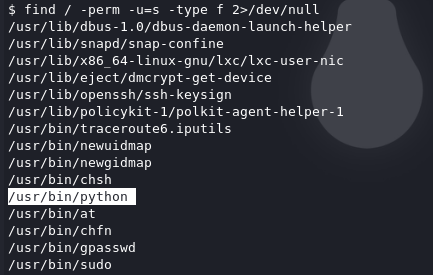 $ find / -perm -u=s -type f 2>/dev/null
/usr/lib/dbus-1.0/dbus-daemon-launch-helper
/usr/lib/snapd/snap-confine
/usr/lib/x86_64-linux-gnu/lxc/lxc-user-nic
/usr/lib/eject/dmcrypt-get-device
/usr/lib/openssh/ssh-keysign
/usr/lib/policykit-1/polkit-agent-helper-1
/usr/bin/traceroute6.iputils
/usr/bin/newuidmap
/usr/bin/newgidmap
/usr/bin/chsh
/usr/bin/python
/usr/bin/at
/usr/bin/chfn
/usr/bin/gpasswd
/usr/bin/sudo